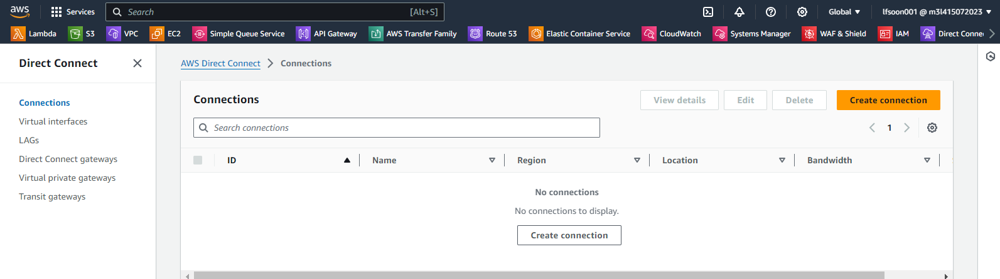 aws Services Search [Alt+S] Global lfsoon001 @ m3l415072023
Lambda S3 VPC EC2 Simple Queue Service API Gateway AWS Transfer Family Route 53 Elastic Container Service CloudWatch Systems Manager WAF & Shield IAM Direct Connec
Direct Connect
Connections
Virtual interfaces
LAGs
Direct Connect gateways
Virtual private gateways
Transit gateways
AWS Direct Connect Connections
Connections View details Edit Delete Create connection
Search connections 1
ID Name Region Location Bandwidth
No connections
No connections to display.
Create connection